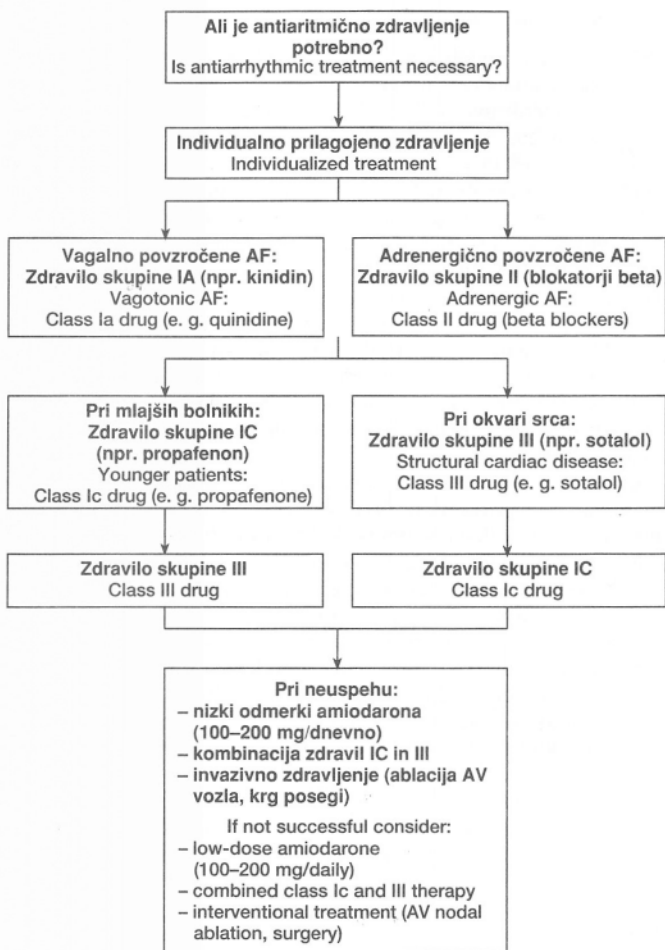 Ali je antiaritmično zdravljenje
potrebno?
Is antiarrhythmic treatment necessary?
Individualno prilagojeno zdravljenje
Individualized treatment
Vagalno povzročene AF:
Zdravilo skupine IA (npr. kinidin)
Vagotonic AF:
Class Ia drug (e. g. quinidine)
Adrenergično povzročene AF:
Zdravilo skupine II (blokatorji beta)
Adrenergic AF:
Class II drug (beta blockers)
Pri mlajših bolnikih:
Zdravilo skupine IC
(npr. propafenon)
Younger patients:
Class Ic drug (e. g. propafenone)
Pri okvari srca:
Zdravilo skupine III (npr. sotalol)
Structural cardiac disease:
Class III drug (e. g. sotalol)
Zdravilo skupine III
Class III drug
Zdravilo skupine IC
Class Ic drug
Pri neuspehu:
– nizki odmerki amiodarona
(100–200 mg/dnevno)
– kombinacija zdravil IC in III
– invazivno zdravljenje (ablacija AV
vozla, krg posegi)
If not successful consider:
– low-dose amiodarone
(100–200 mg/daily)
– combined class Ic and III therapy
– interventional treatment (AV nodal
ablation, surgery)